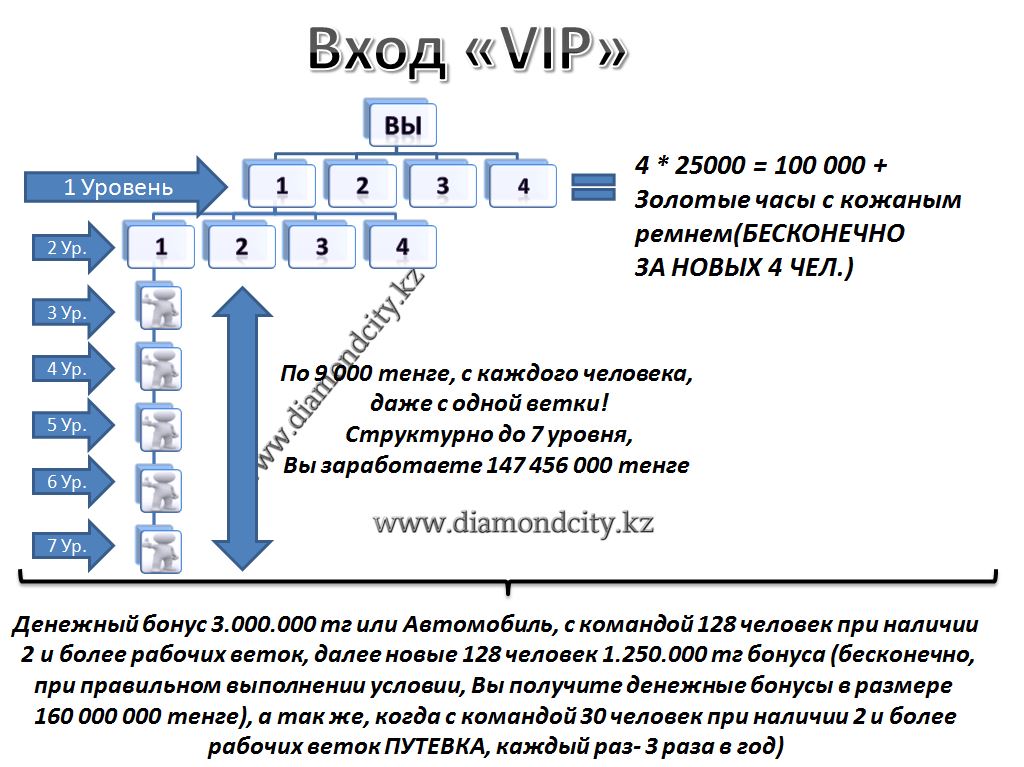 Вход «VIP»
ВЫ
1 Уровень
1
2
3
4
4 * 25000 = 100 000 +
Золотые часы с кожаным
ремнем(БЕСКОНЕЧНО
ЗА НОВЫХ 4 ЧЕЛ.)
2 Ур.
1
2
3
4
3 Ур.
4 Ур.
5 Ур.
6 Ур.
7 Ур.
www.diamondcity.kz
По 9 000 тенге, с каждого человека,
даже с одной ветки!
Структурно до 7 уровня,
Вы заработаете 147 456 000 тенге
www.diamondcity.kz
Денежный бонус 3.000.000 тг или Автомобиль, с командой 128 человек при наличии
2 и более рабочих веток, далее новые 128 человек 1.250.000 тг бонуса (бесконечно,
при правильном выполнении условии, Вы получите денежные бонусы в размере
160 000 000 тенге), а так же, когда с командой 30 человек при наличии 2 и более
рабочих веток ПУТЕВКА, каждый раз- 3 раза в год)